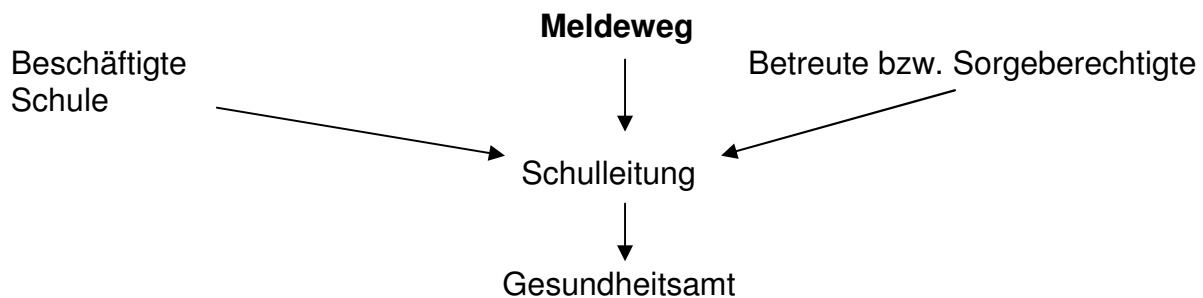 Meldeweg
Beschäftigte
Schule
Betreute bzw. Sorgeberechtigte
Schulleitung
Gesundheitsamt